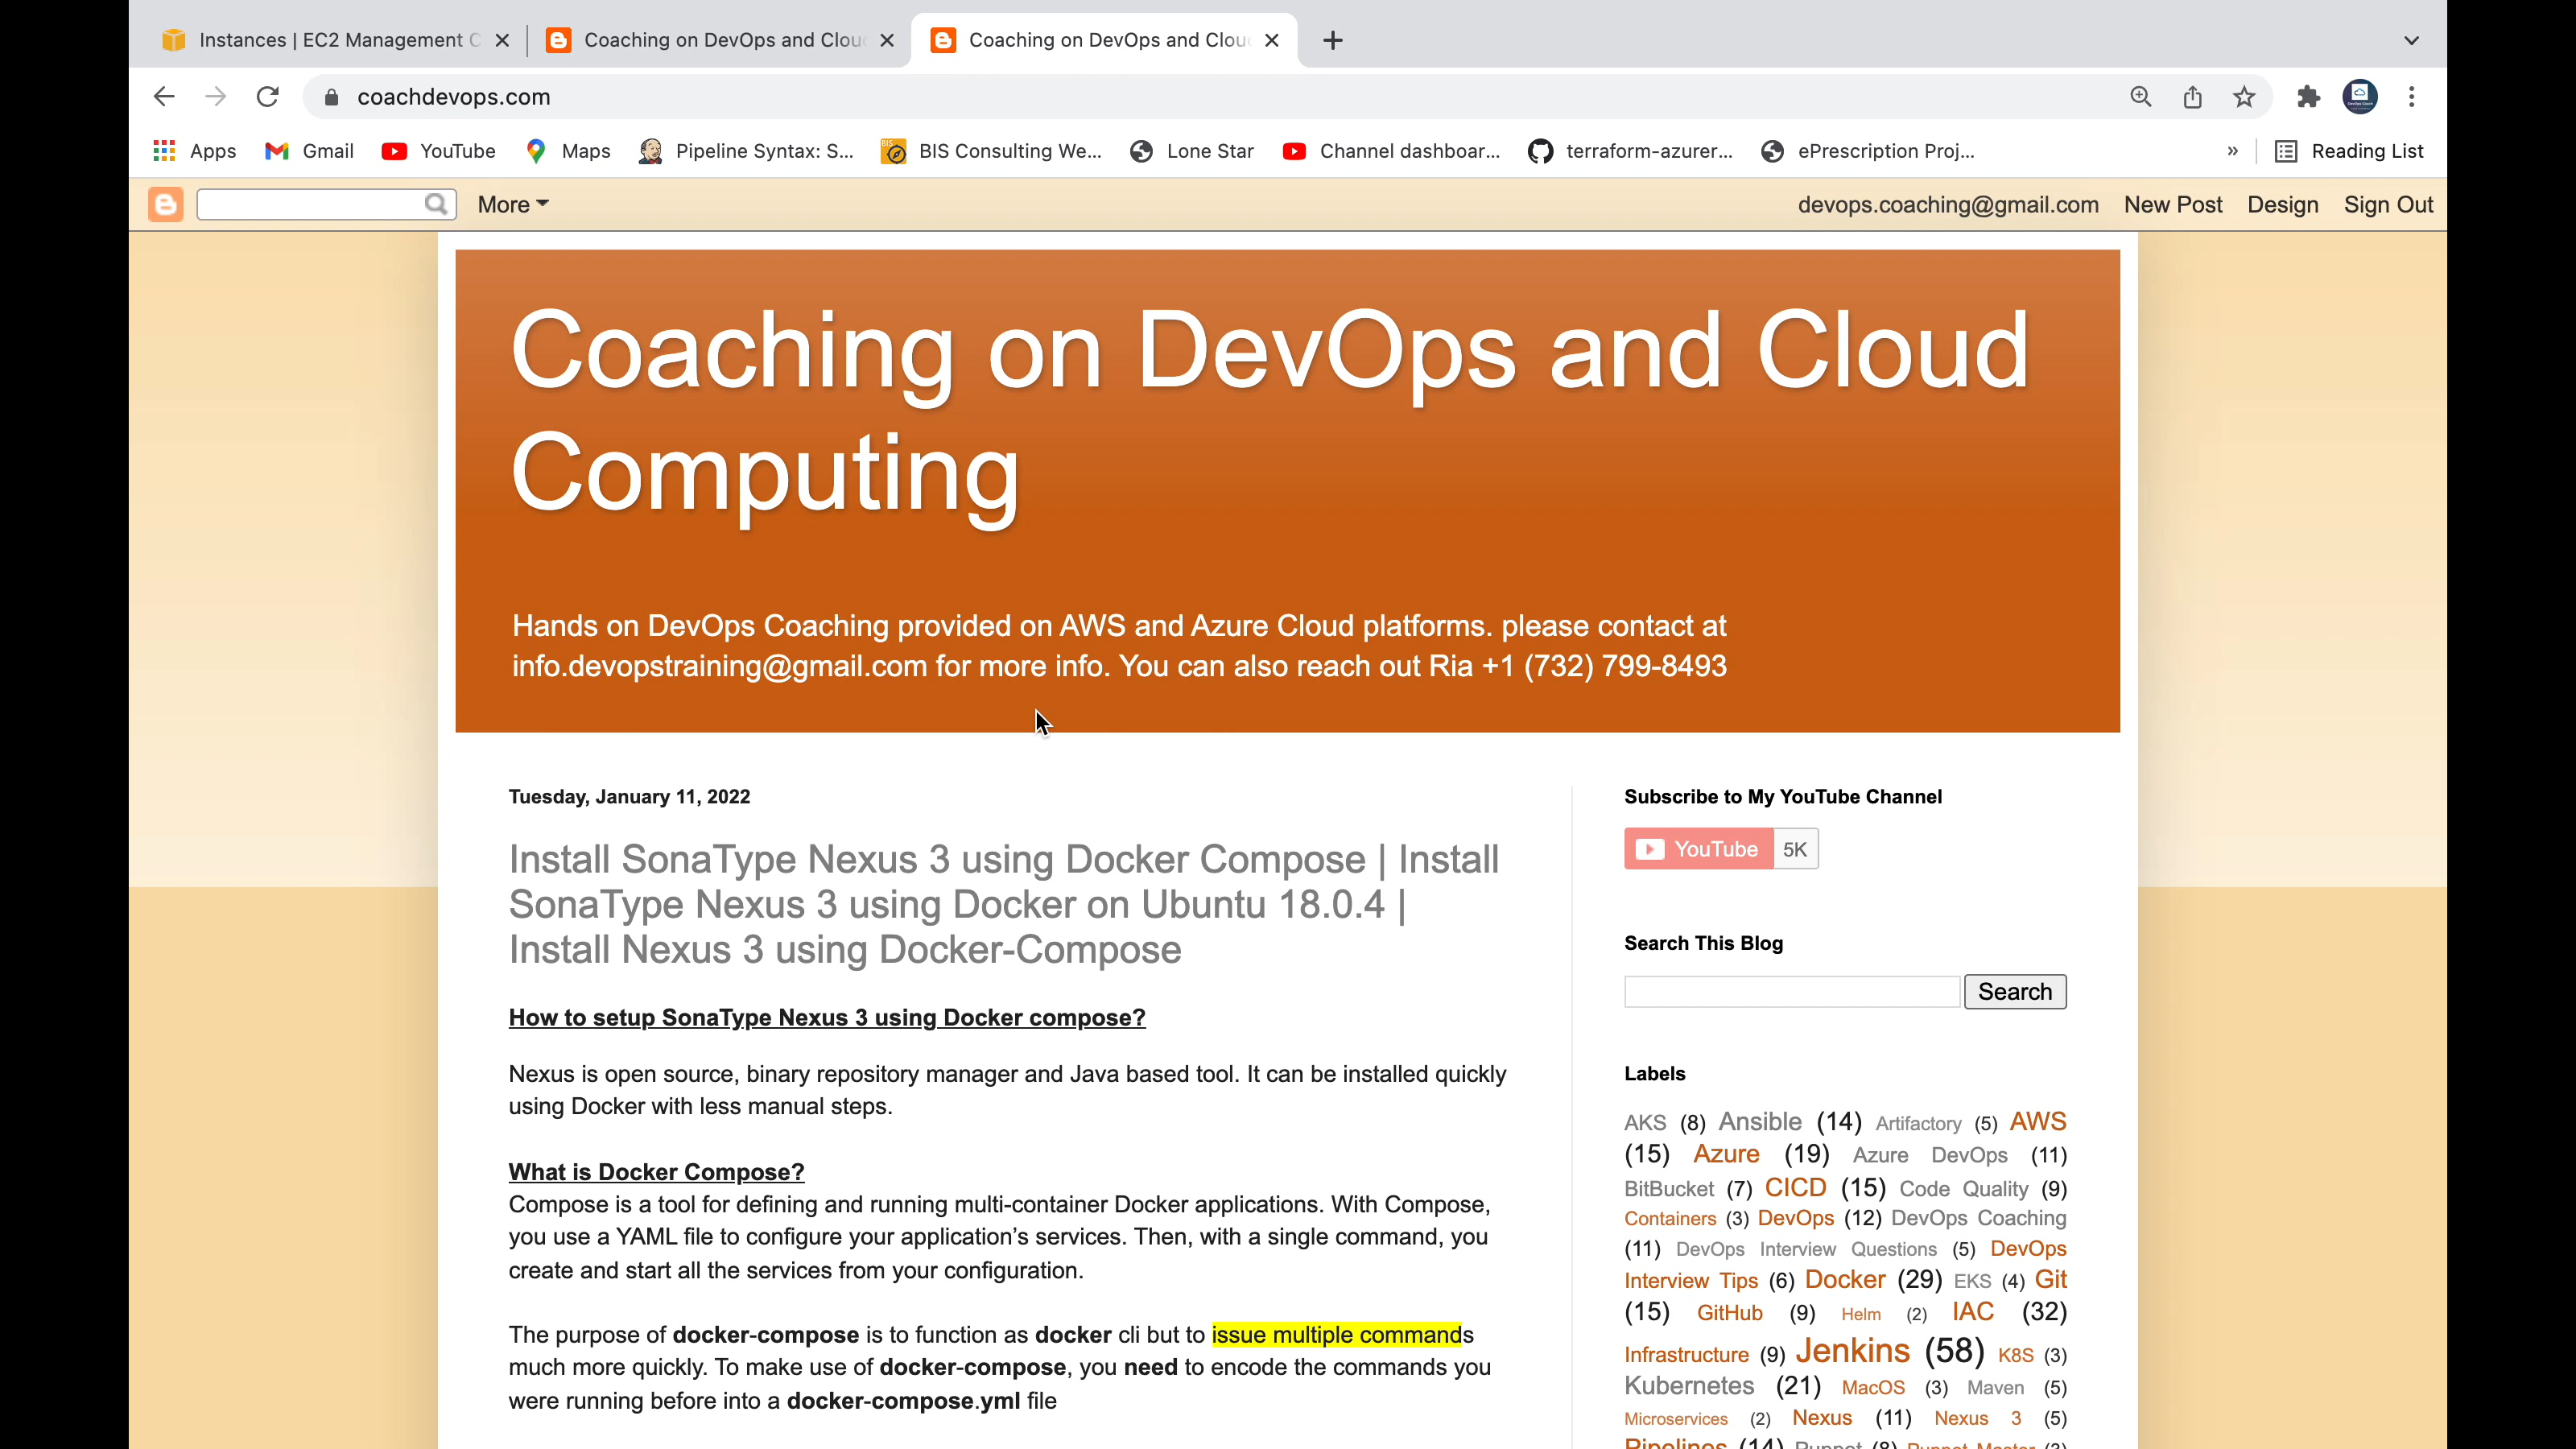 Instances | EC2 Management C
Coaching on DevOps and Clou
Coaching on DevOps and Clou
coachdevops.com
Apps
Gmail
YouTube
Maps
Pipeline Syntax: S...
BIS Consulting We...
Lone Star
Channel dashboar...
terraform-azurer...
ePrescription Proj...
»
Reading List
More
devops.coaching@gmail.com
New Post
Design
Sign Out
Coaching on DevOps and Cloud
Computing
Hands on DevOps Coaching provided on AWS and Azure Cloud platforms. please contact at
info.devopstraining@gmail.com for more info. You can also reach out Ria +1 (732) 799-8493
Tuesday, January 11, 2022
Install SonaType Nexus 3 using Docker Compose | Install
SonaType Nexus 3 using Docker on Ubuntu 18.0.4 |
Install Nexus 3 using Docker-Compose
How to setup SonaType Nexus 3 using Docker compose?
Nexus is open source, binary repository manager and Java based tool. It can be installed quickly
using Docker with less manual steps.
What is Docker Compose?
Compose is a tool for defining and running multi-container Docker applications. With Compose,
you use a YAML file to configure your application's services. Then, with a single command, you
create and start all the services from your configuration.
The purpose of docker-compose is to function as docker cli but to issue multiple commands
much more quickly. To make use of docker-compose, you need to encode the commands you
were running before into a docker-compose.yml file
Subscribe to My YouTube Channel
YouTube 5K
Search This Blog
Search
Labels
AKS (8) Ansible (14) Artifactory (5) AWS
(15) Azure (19) Azure DevOps (11)
BitBucket (7) CICD (15) Code Quality (9)
Containers (3) DevOps (12) DevOps Coaching
(11) DevOps Interview Questions (5) DevOps
Interview Tips (6) Docker (29) EKS (4) Git
(15) GitHub (9) Helm (2) IAC (32)
Infrastructure (9) Jenkins (58) K8S (3)
Kubernetes (21) MacOS (3) Maven (5)
Microservices (2) Nexus (11) Nexus 3 (5)
Pipelines (14) Puppet (8) Puppet Master